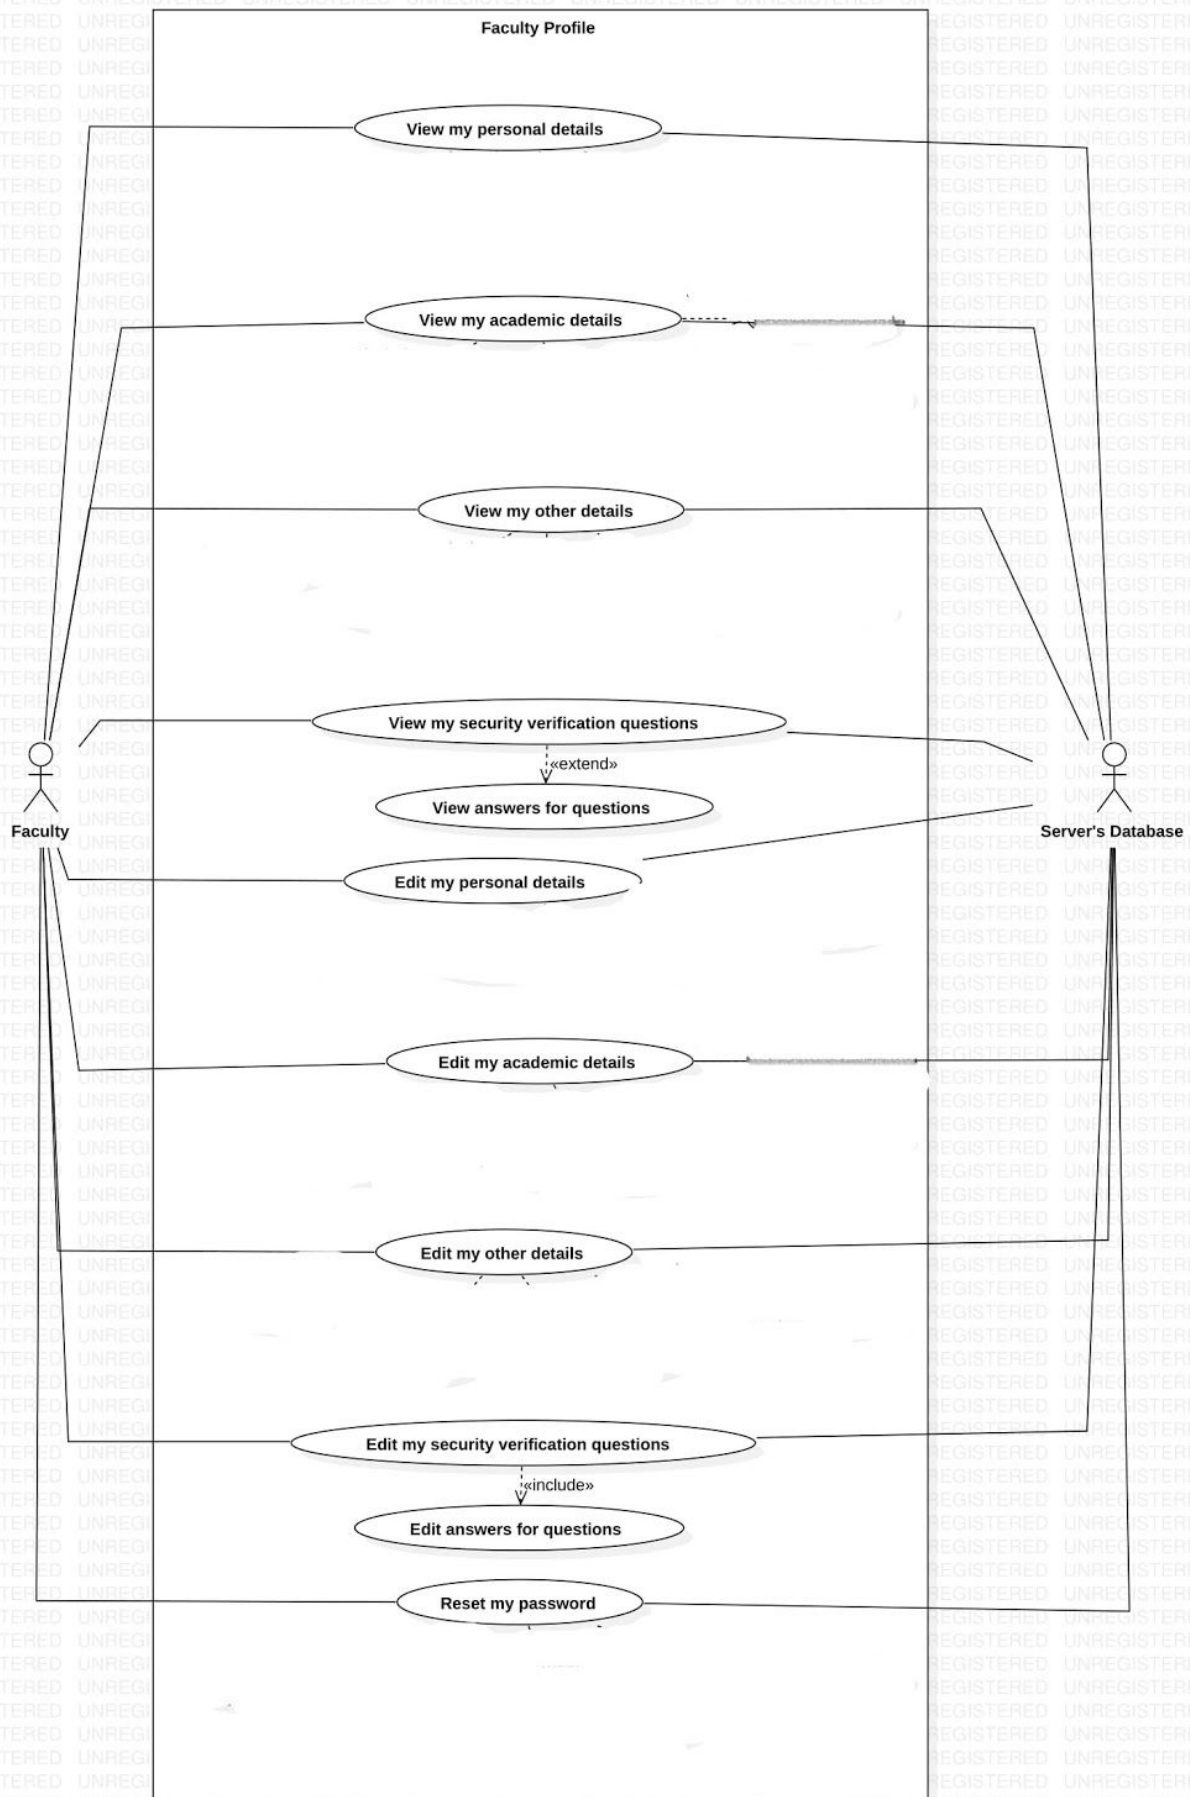 Faculty Profile
View my personal details
View my academic details
View my other details
View my security verification questions
«extend»
View answers for questions
Faculty
Server's Database
Edit my personal details
Edit my academic details
Edit my other details
Edit my security verification questions
«include»
Edit answers for questions
Reset my password
UNREGISTERED